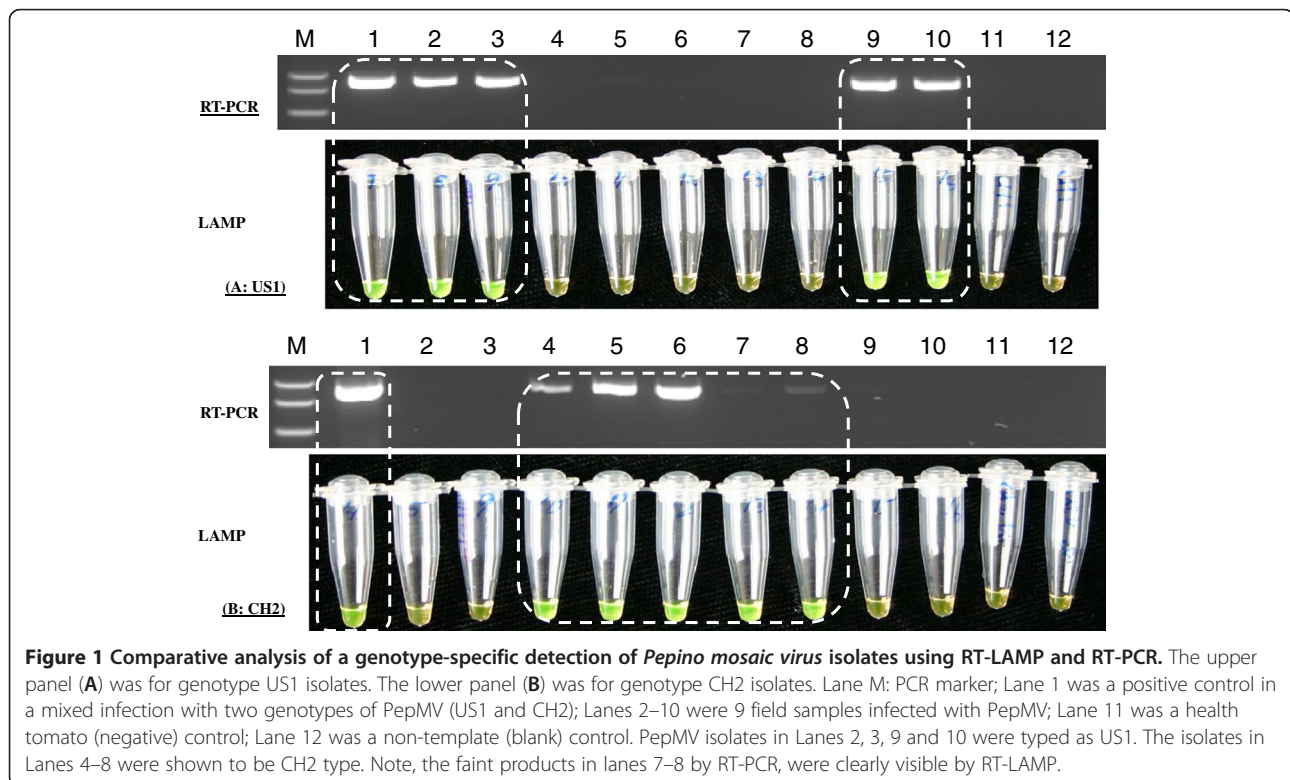 M 1 2 3 4 5 6 7 8 9 10 11 12
RT-PCR
LAMP
(A: US1)
M 1 2 3 4 5 6 7 8 9 10 11 12
RT-PCR
LAMP
(B: CH2)
Figure 1 Comparative analysis of a genotype-specific detection of Pepino mosaic virus isolates using RT-LAMP and RT-PCR. The upper
panel (A) was for genotype US1 isolates. The lower panel (B) was for genotype CH2 isolates. Lane M: PCR marker; Lane 1 was a positive control in
a mixed infection with two genotypes of PepMV (US1 and CH2); Lanes 2–10 were 9 field samples infected with PepMV; Lane 11 was a health
tomato (negative) control; Lane 12 was a non-template (blank) control. PepMV isolates in Lanes 2, 3, 9 and 10 were typed as US1. The isolates in
Lanes 4–8 were shown to be CH2 type. Note, the faint products in lanes 7–8 by RT-PCR, were clearly visible by RT-LAMP.